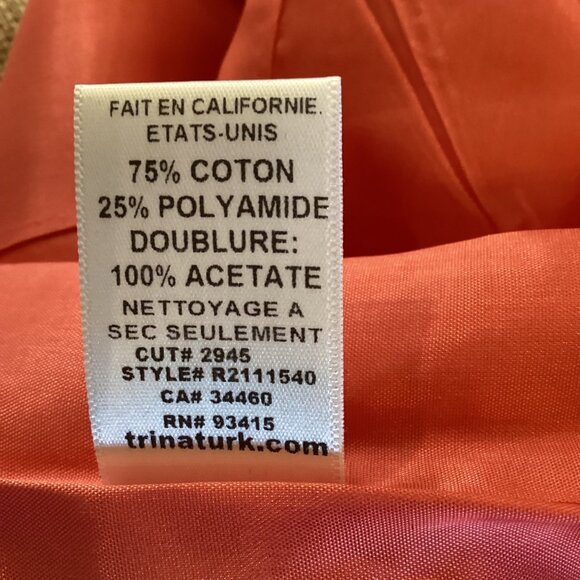 FAIT EN CALIFORNIE.
ETATS-UNIS
75% COTON
25% POLYAMIDE
DOUBLURE:
100% ACETATE
NETTOYAGE A
SEC SEULEMENT
CUT# 2945
STYLE# R2111540
CA# 34460
RN# 93415
trinaturk.com